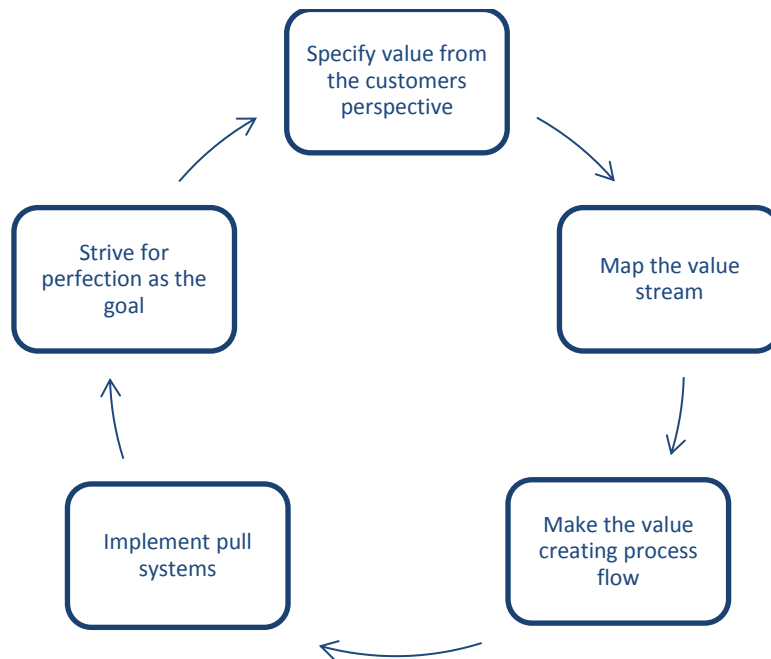 Specify value from
the customers
perspective
Map the value
stream
Make the value
creating process
flow
Implement pull
systems
Strive for
perfection as the
goal